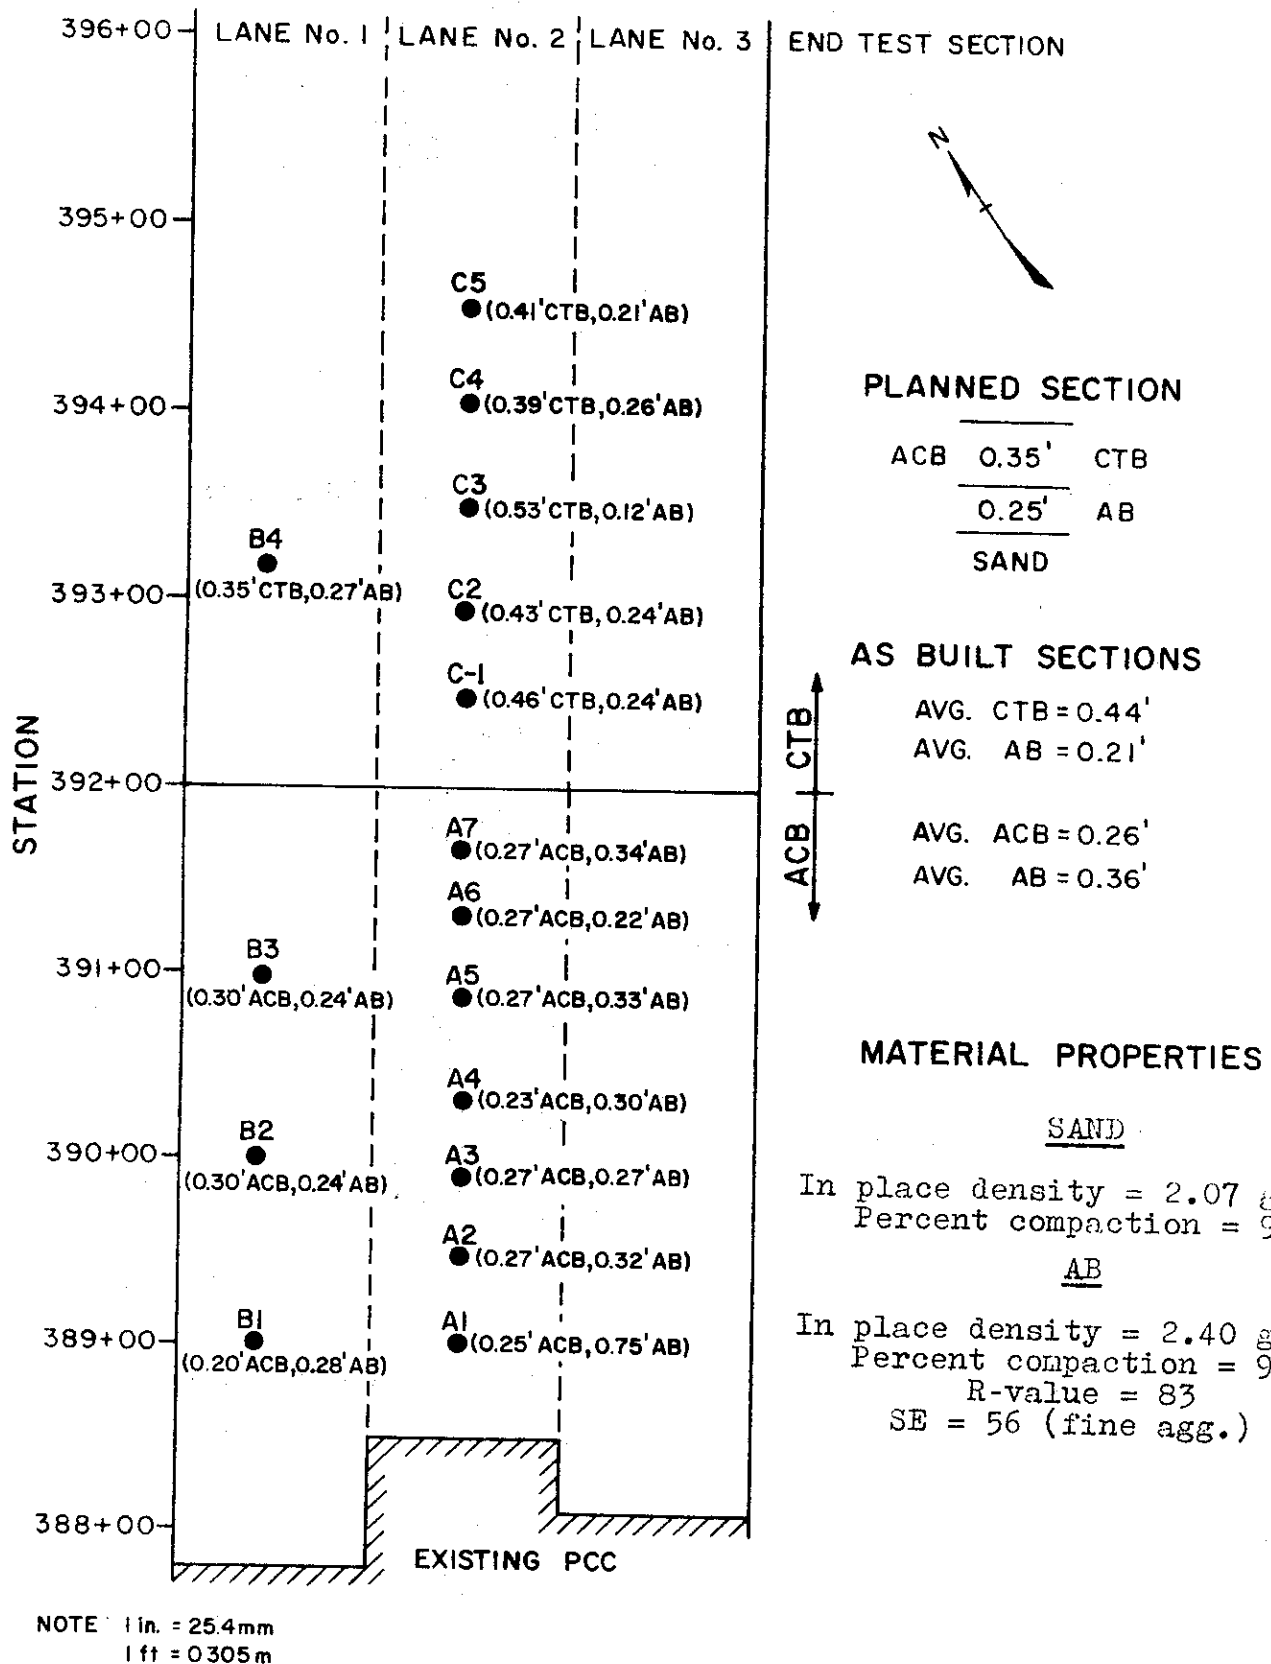 396+00
LANE No. 1
LANE No. 2
LANE No. 3
END TEST SECTION
N
395+00
C5
(0.41'CTB,0.21'AB)
C4
394+00
(0.39'CTB,0.26'AB)
C3
(0.53'CTB,0.12'AB)
B4
(0.35'CTB,0.27'AB)
393+00
C2
(0.43'CTB,0.24'AB)
C-1
(0.46'CTB,0.24'AB)
392+00
STATION
A7
(0.27'ACB,0.34'AB)
A6
(0.27'ACB,0.22'AB)
B3
391+00
(0.30'ACB,0.24'AB)
A5
(0.27'ACB,0.33'AB)
A4
(0.23'ACB,0.30'AB)
B2
390+00
(0.30'ACB,0.24'AB)
A3
(0.27'ACB,0.27'AB)
A2
(0.27'ACB,0.32'AB)
B1
389+00
(0.20'ACB,0.28'AB)
A1
(0.25'ACB,0.75'AB)
388+00
EXISTING PCC
PLANNED SECTION
ACB 0.35' CTB
0.25' AB
SAND
AS BUILT SECTIONS
CTB
AVG. CTB=0.44'
AVG. AB=0.21'
ACB
AVG. ACB=0.26'
AVG. AB=0.36'
MATERIAL PROPERTIES
SAND
In place density = 2.07
Percent compaction =
AB
In place density = 2.40
Percent compaction =
R-value = 83
SE = 56 (fine agg.)
NOTE 1 in. = 25.4mm
1 ft = 0305 m